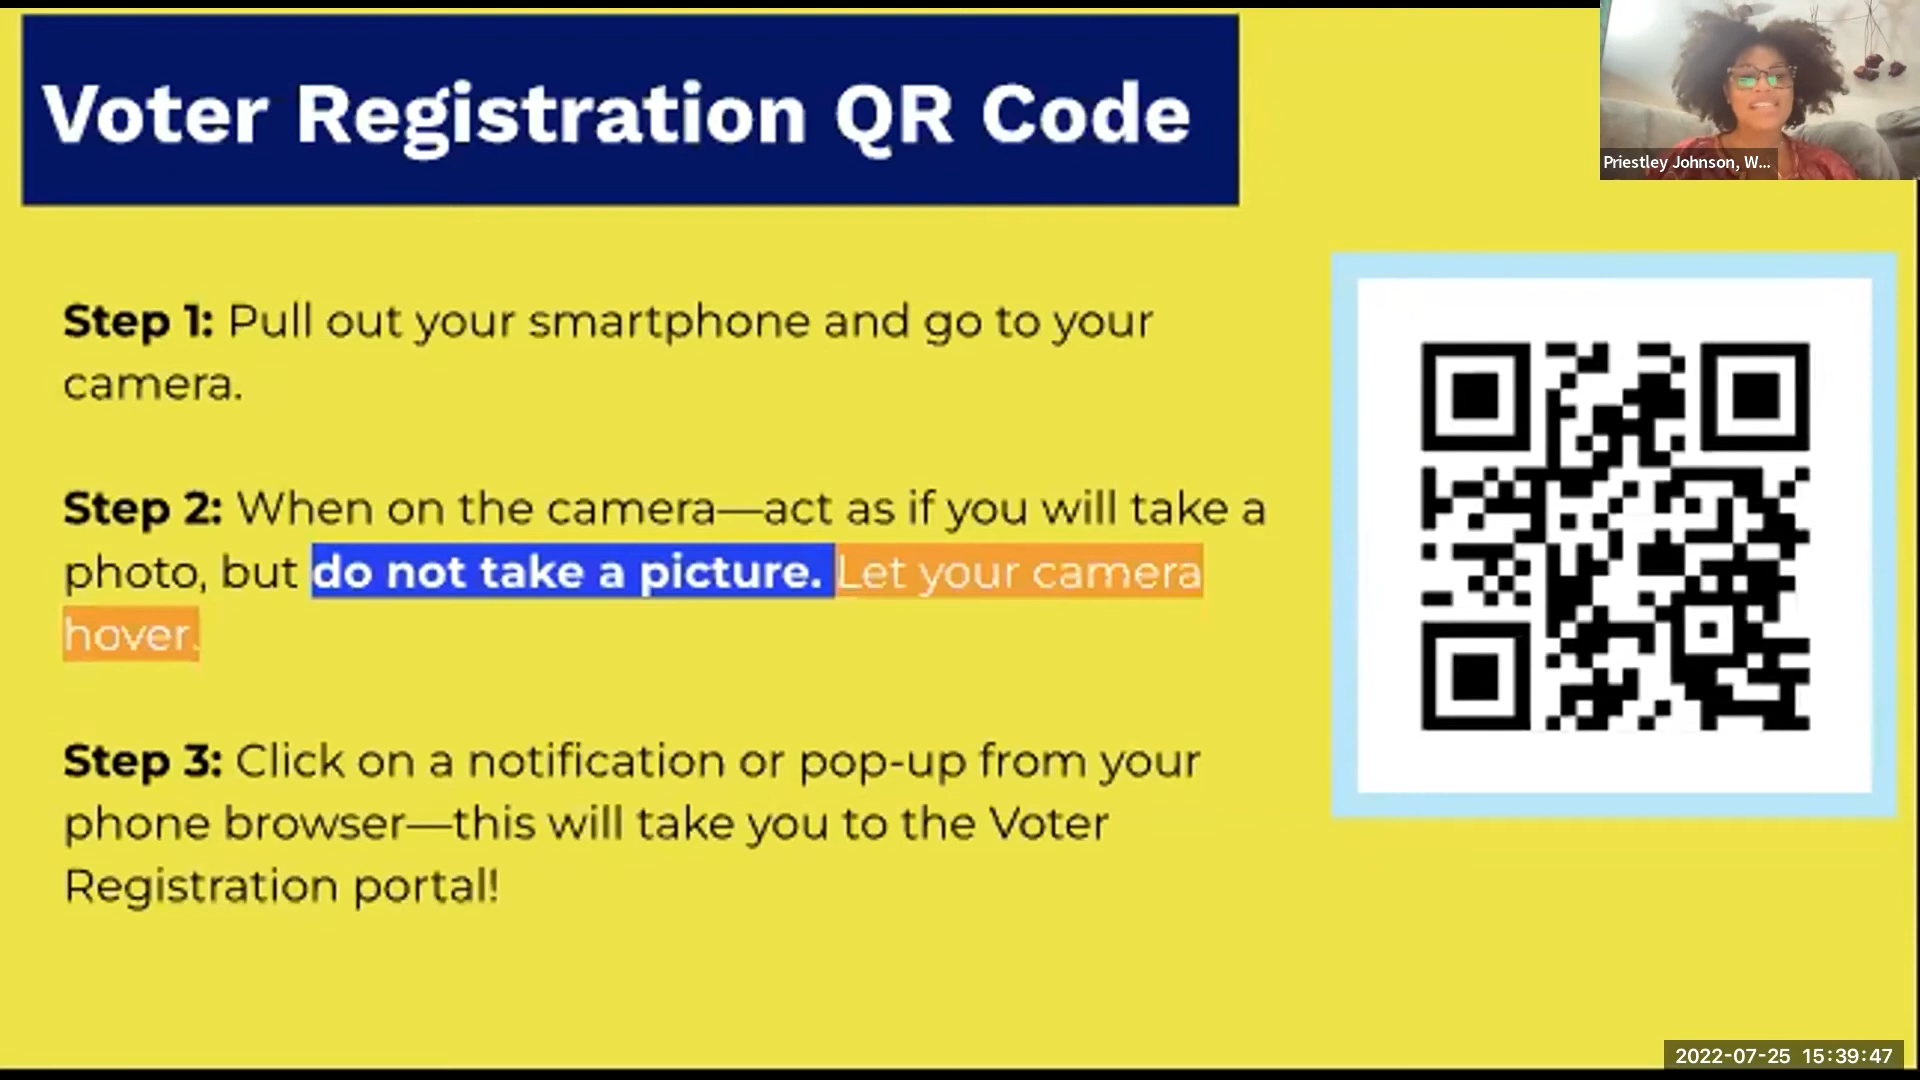 Voter Registration QR Code
Priestley Johnson, W...
Step 1: Pull out your smartphone and go to your
camera.
Step 2: When on the camera—act as if you will take a
photo, but do not take a picture. Let your camera
hover.
Step 3: Click on a notification or pop-up from your
phone browser—this will take you to the Voter
Registration portal!
2022-07-25 15:39:47